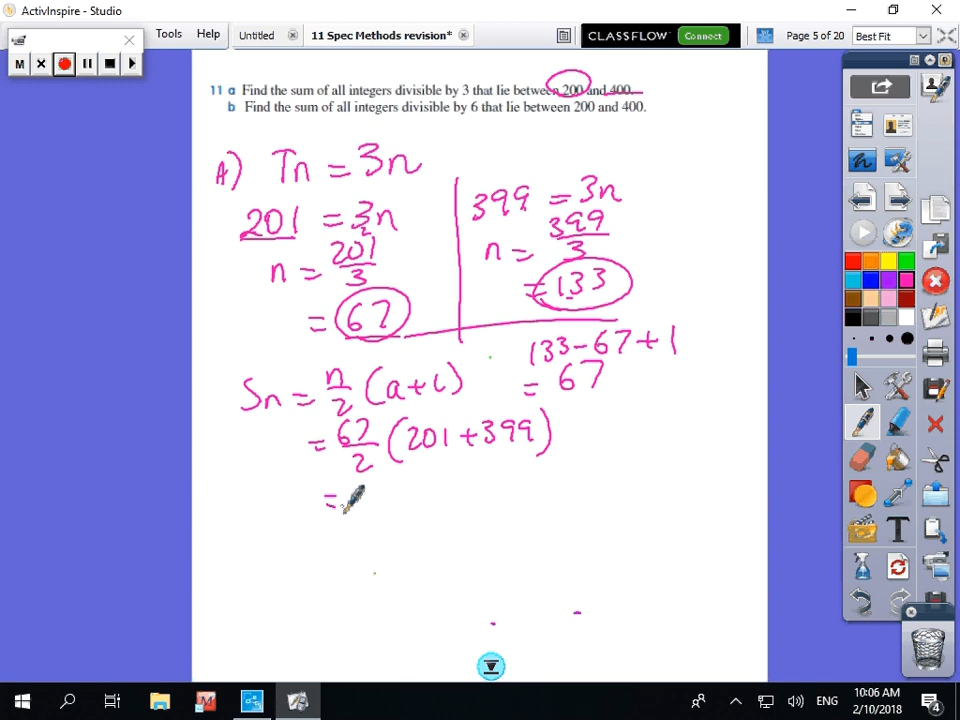 ActivInspire - Studio
Tools Help Untitled 11 Spec Methods revision* CLASSFLOW Connect Page 5 of 20 Best Fit
M
11 a Find the sum of all integers divisible by 3 that lie between 200 and 400.
b Find the sum of all integers divisible by 6 that lie between 200 and 400.
A) Tn = 3n
201 = 3n
n = 201/3
= 67
399 = 3n
n = 399/3
= 133
133 - 67 + 1
= 67
Sn = n/2 (a+l)
= 67/2 (201 + 399)
=
T
ENG
10:06 AM
2/10/2018
4